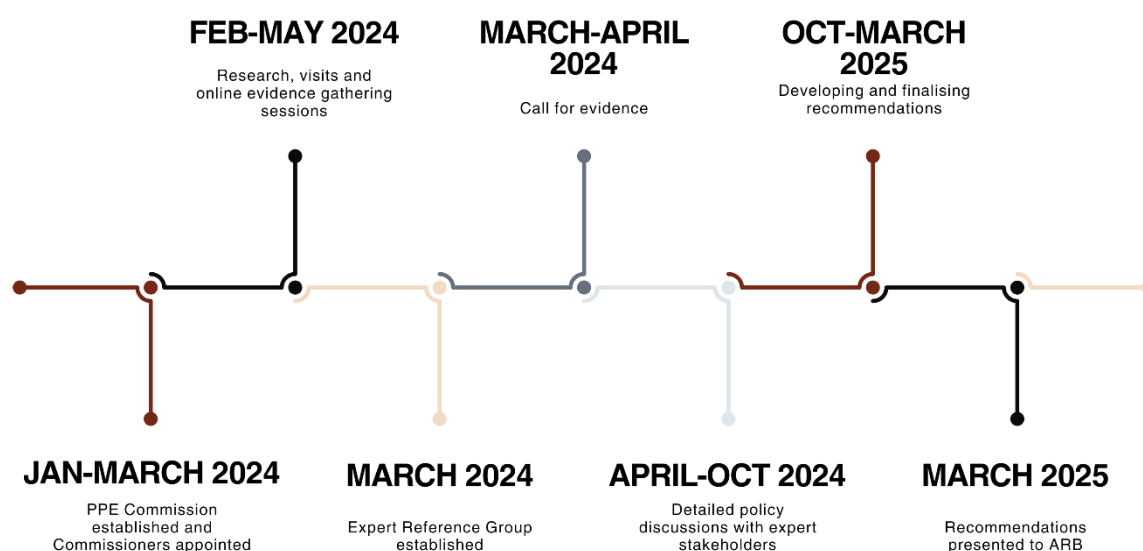 FEB-MAY 2024
Research, visits and
online evidence gathering
sessions
MARCH-APRIL
2024
Call for evidence
OCT-MARCH
2025
Developing and finalising
recommendations
JAN-MARCH 2024
PPE Commission
established and
Commissioners appointed
MARCH 2024
Expert Reference Group
established
APRIL-OCT 2024
Detailed policy
discussions with expert
stakeholders
MARCH 2025
Recommendations
presented to ARB